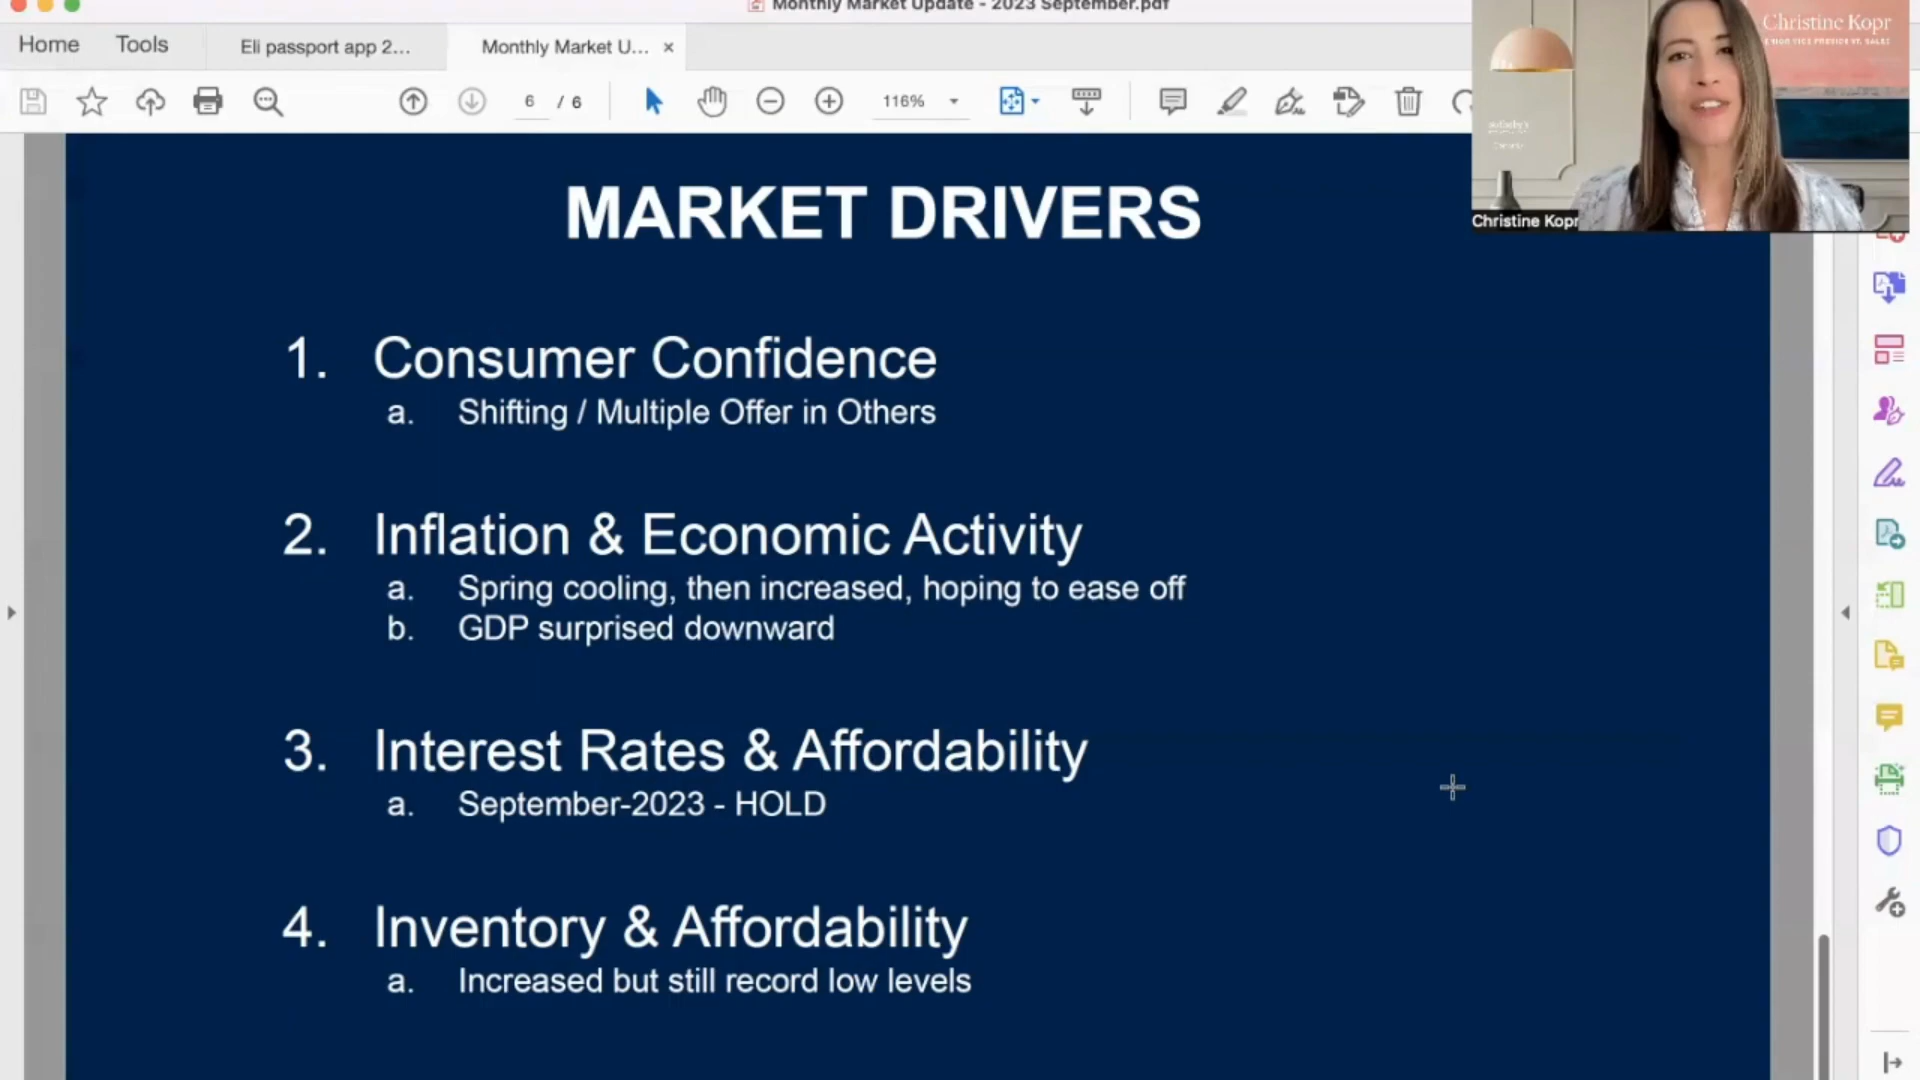 Monthly Market Update - 2023 September.pdf
Home
Tools
Eli passport app 2...
Monthly Market U...
6 / 6
116%
Christine Kopr
Christine Kopr
MARKET DRIVERS
1. Consumer Confidence
a. Shifting / Multiple Offer in Others
2. Inflation & Economic Activity
a. Spring cooling, then increased, hoping to ease off
b. GDP surprised downward
3. Interest Rates & Affordability
a. September-2023 - HOLD
4. Inventory & Affordability
a. Increased but still record low levels